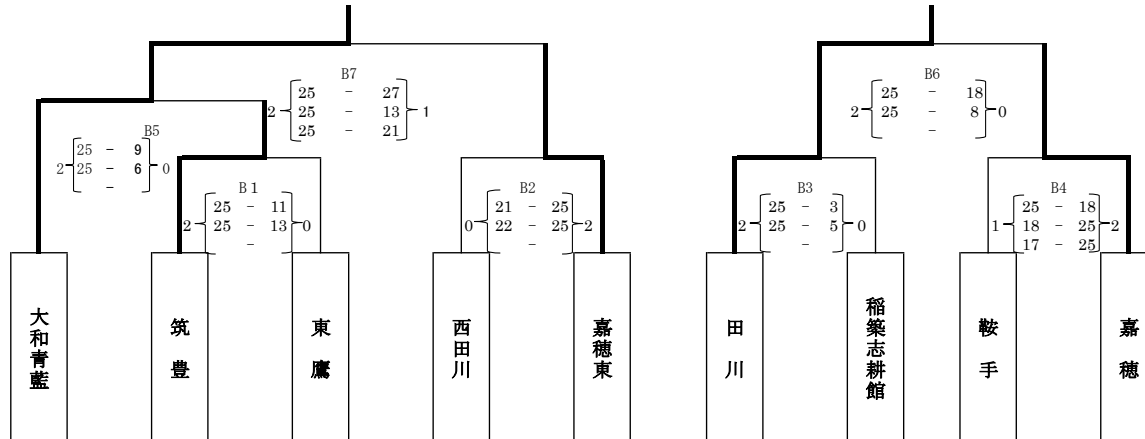 B7
25 - 27
2 25 - 13 1
25 - 21
B6
25 - 18
2 25 - 8 0
-
B5
25 - 9
2 25 - 6 0
-
B1
25 - 11
2 25 - 13 0
-
B2
21 - 25
0 22 - 25 2
-
B3
25 - 3
2 25 - 5 0
-
B4
25 - 18
1 18 - 25 2
17 - 25
大和青藍
筑豊
東鷹
西田川
嘉穂東
田川
稲築志耕館
鞍手
嘉穂